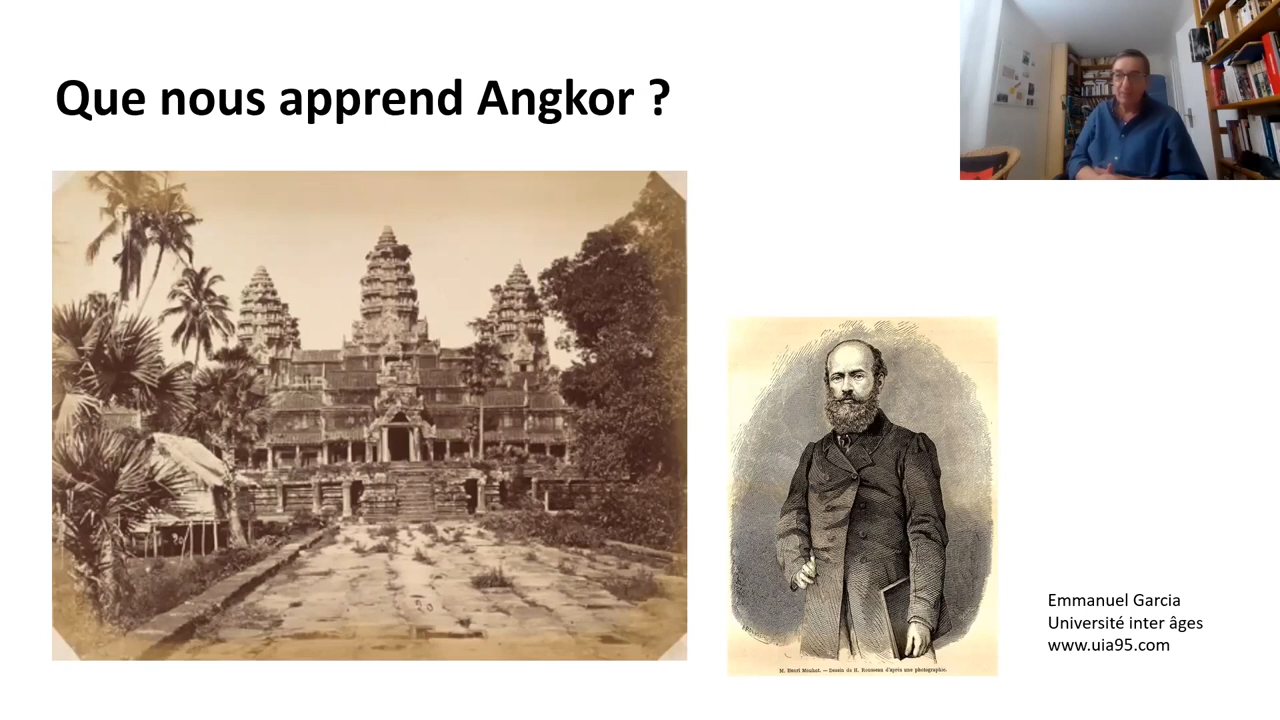 Que nous apprend Angkor ?
M. Henri Mouhot. — Dessin de H. Rousseau d'après une photographie.
Emmanuel Garcia
Université inter âges
www.uia95.com